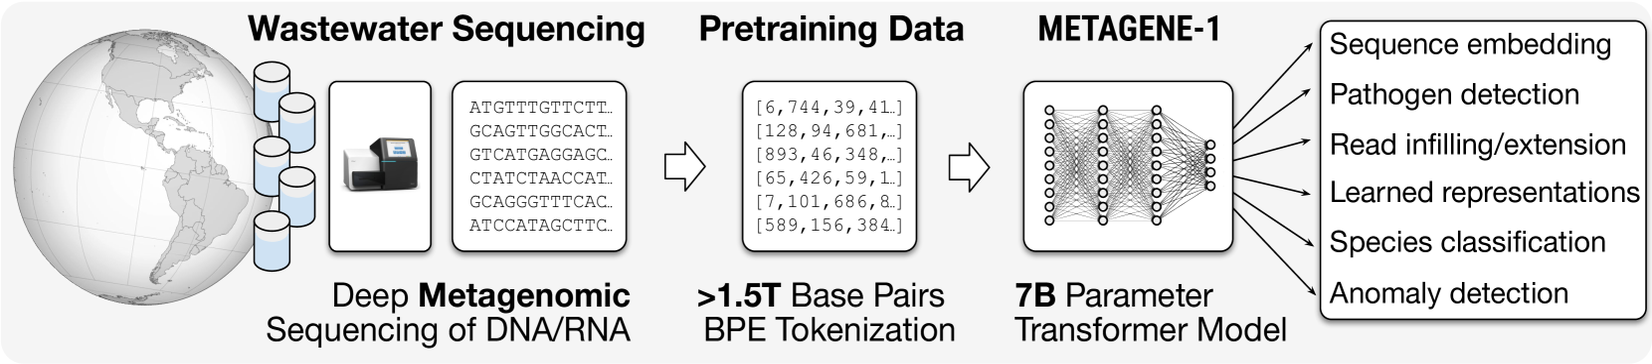 Wastewater Sequencing
Pretraining Data
METAGENE-1
ATGTTTGTTCTT…
GCAGTTGGCACT…
GTCATGAGGAGC…
CTATCTAACCAT…
GCAGGGTTTCAC…
ATCCATAGCTTC…
[6,744,39,41…]
[128,94,681,…]
[893,46,348,…]
[65,426,59,1…]
[7,101,686,8…]
[589,156,384…]
Deep Metagenomic
Sequencing of DNA/RNA
>1.5T Base Pairs
BPE Tokenization
7B Parameter
Transformer Model
Sequence embedding
Pathogen detection
Read infilling/extension
Learned representations
Species classification
Anomaly detection